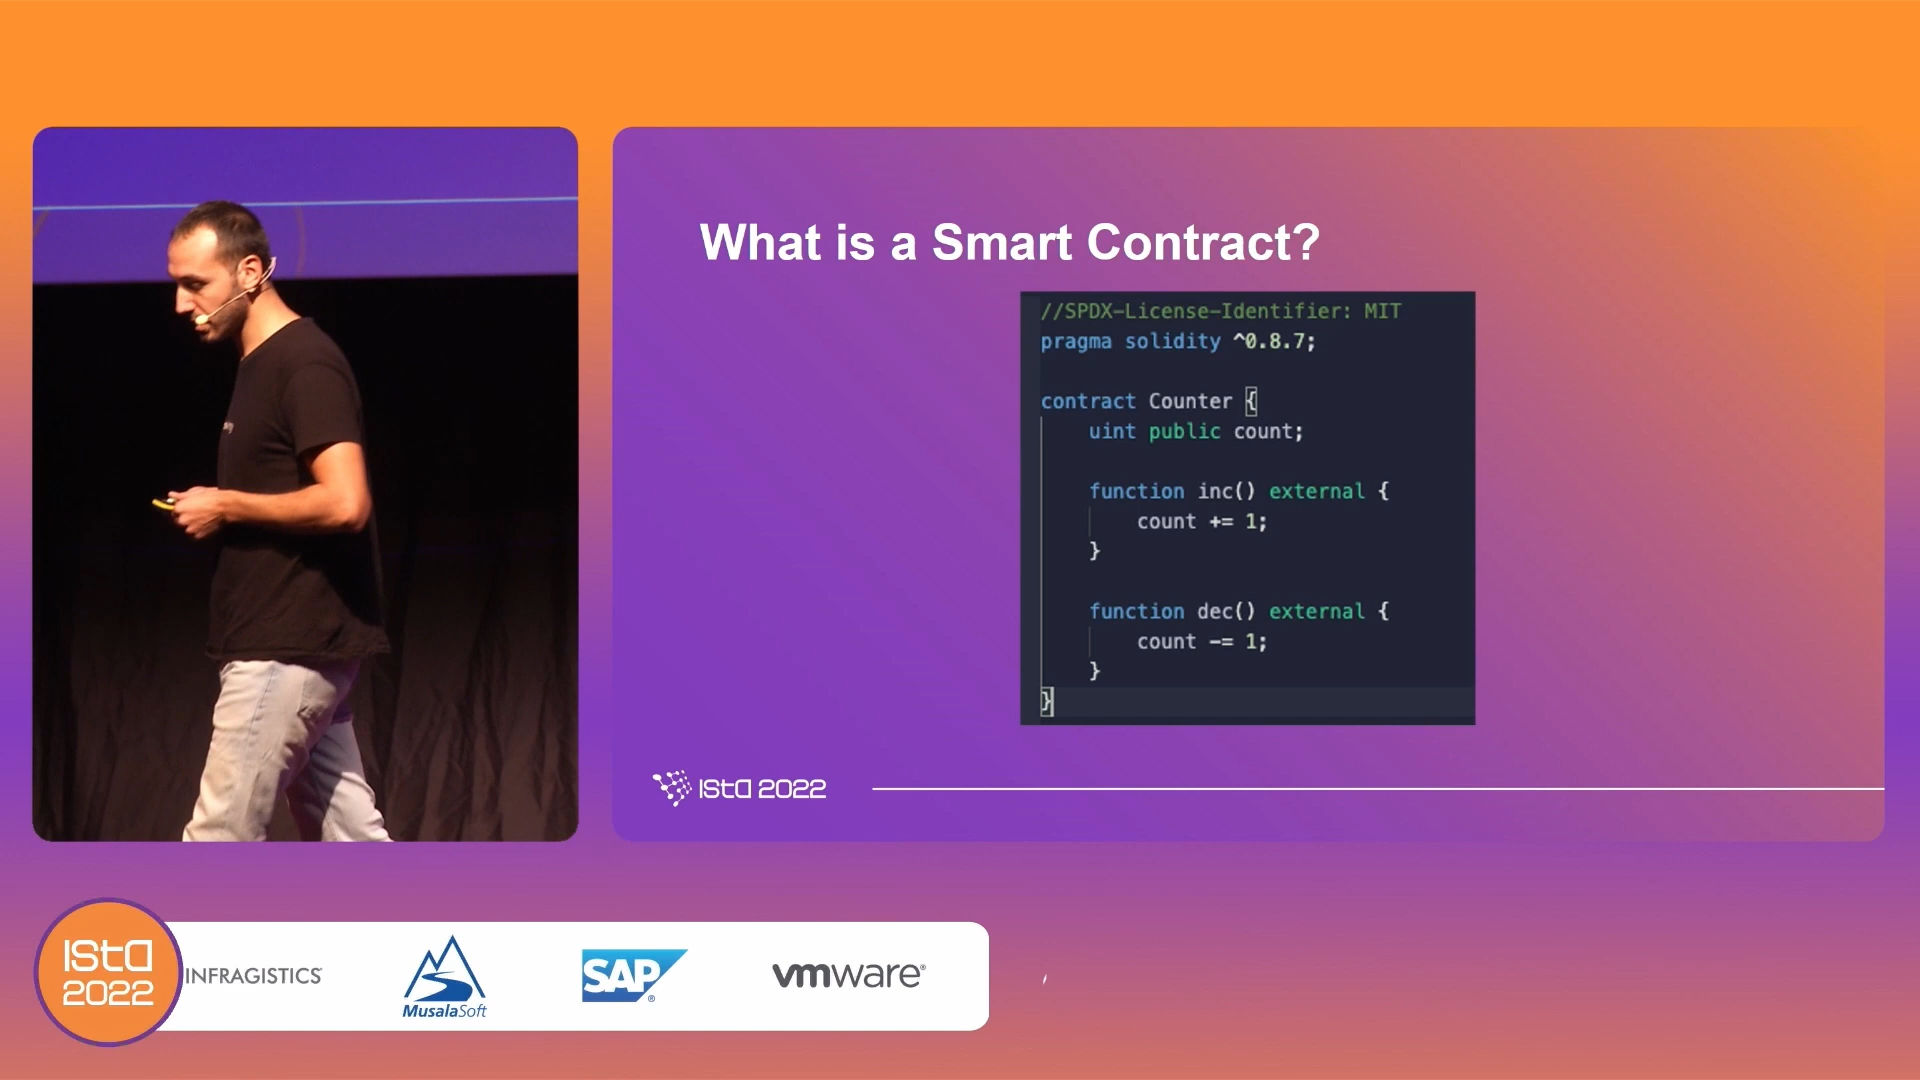 What is a Smart Contract?
//SPDX-License-Identifier: MIT
pragma solidity ^0.8.7;
contract Counter {
uint public count;
function inc() external {
count += 1;
}
function dec() external {
count -= 1;
}
}
ISTA 2022
ISTA
2022
INFRAGISTICS
MusalaSoft
SAP®
vmware®